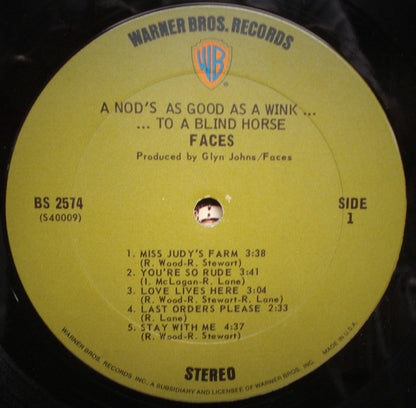 WARNER BROS. RECORDS
WB
A NOD'S AS GOOD AS A WINK ...
... TO A BLIND HORSE
FACES
Produced by Glyn Johns/Faces
BS 2574
(S40009)
SIDE
1
1. MISS JUDY'S FARM 3:38
(R. Wood-R. Stewart)
2. YOU'RE SO RUDE 3:41
(I. McLagan-R. Lane)
3. LOVE LIVES HERE 3:04
(R. Wood-R. Stewart-R. Lane)
4. LAST ORDERS PLEASE 2:33
(R. Lane)
5. STAY WITH ME 4:37
(R. Wood-R. Stewart)
STEREO
WARNER BROS. RECORDS INC. A SUBSIDIARY AND LICENSEE OF WARNER BROS. INC. MADE IN U.S.A.